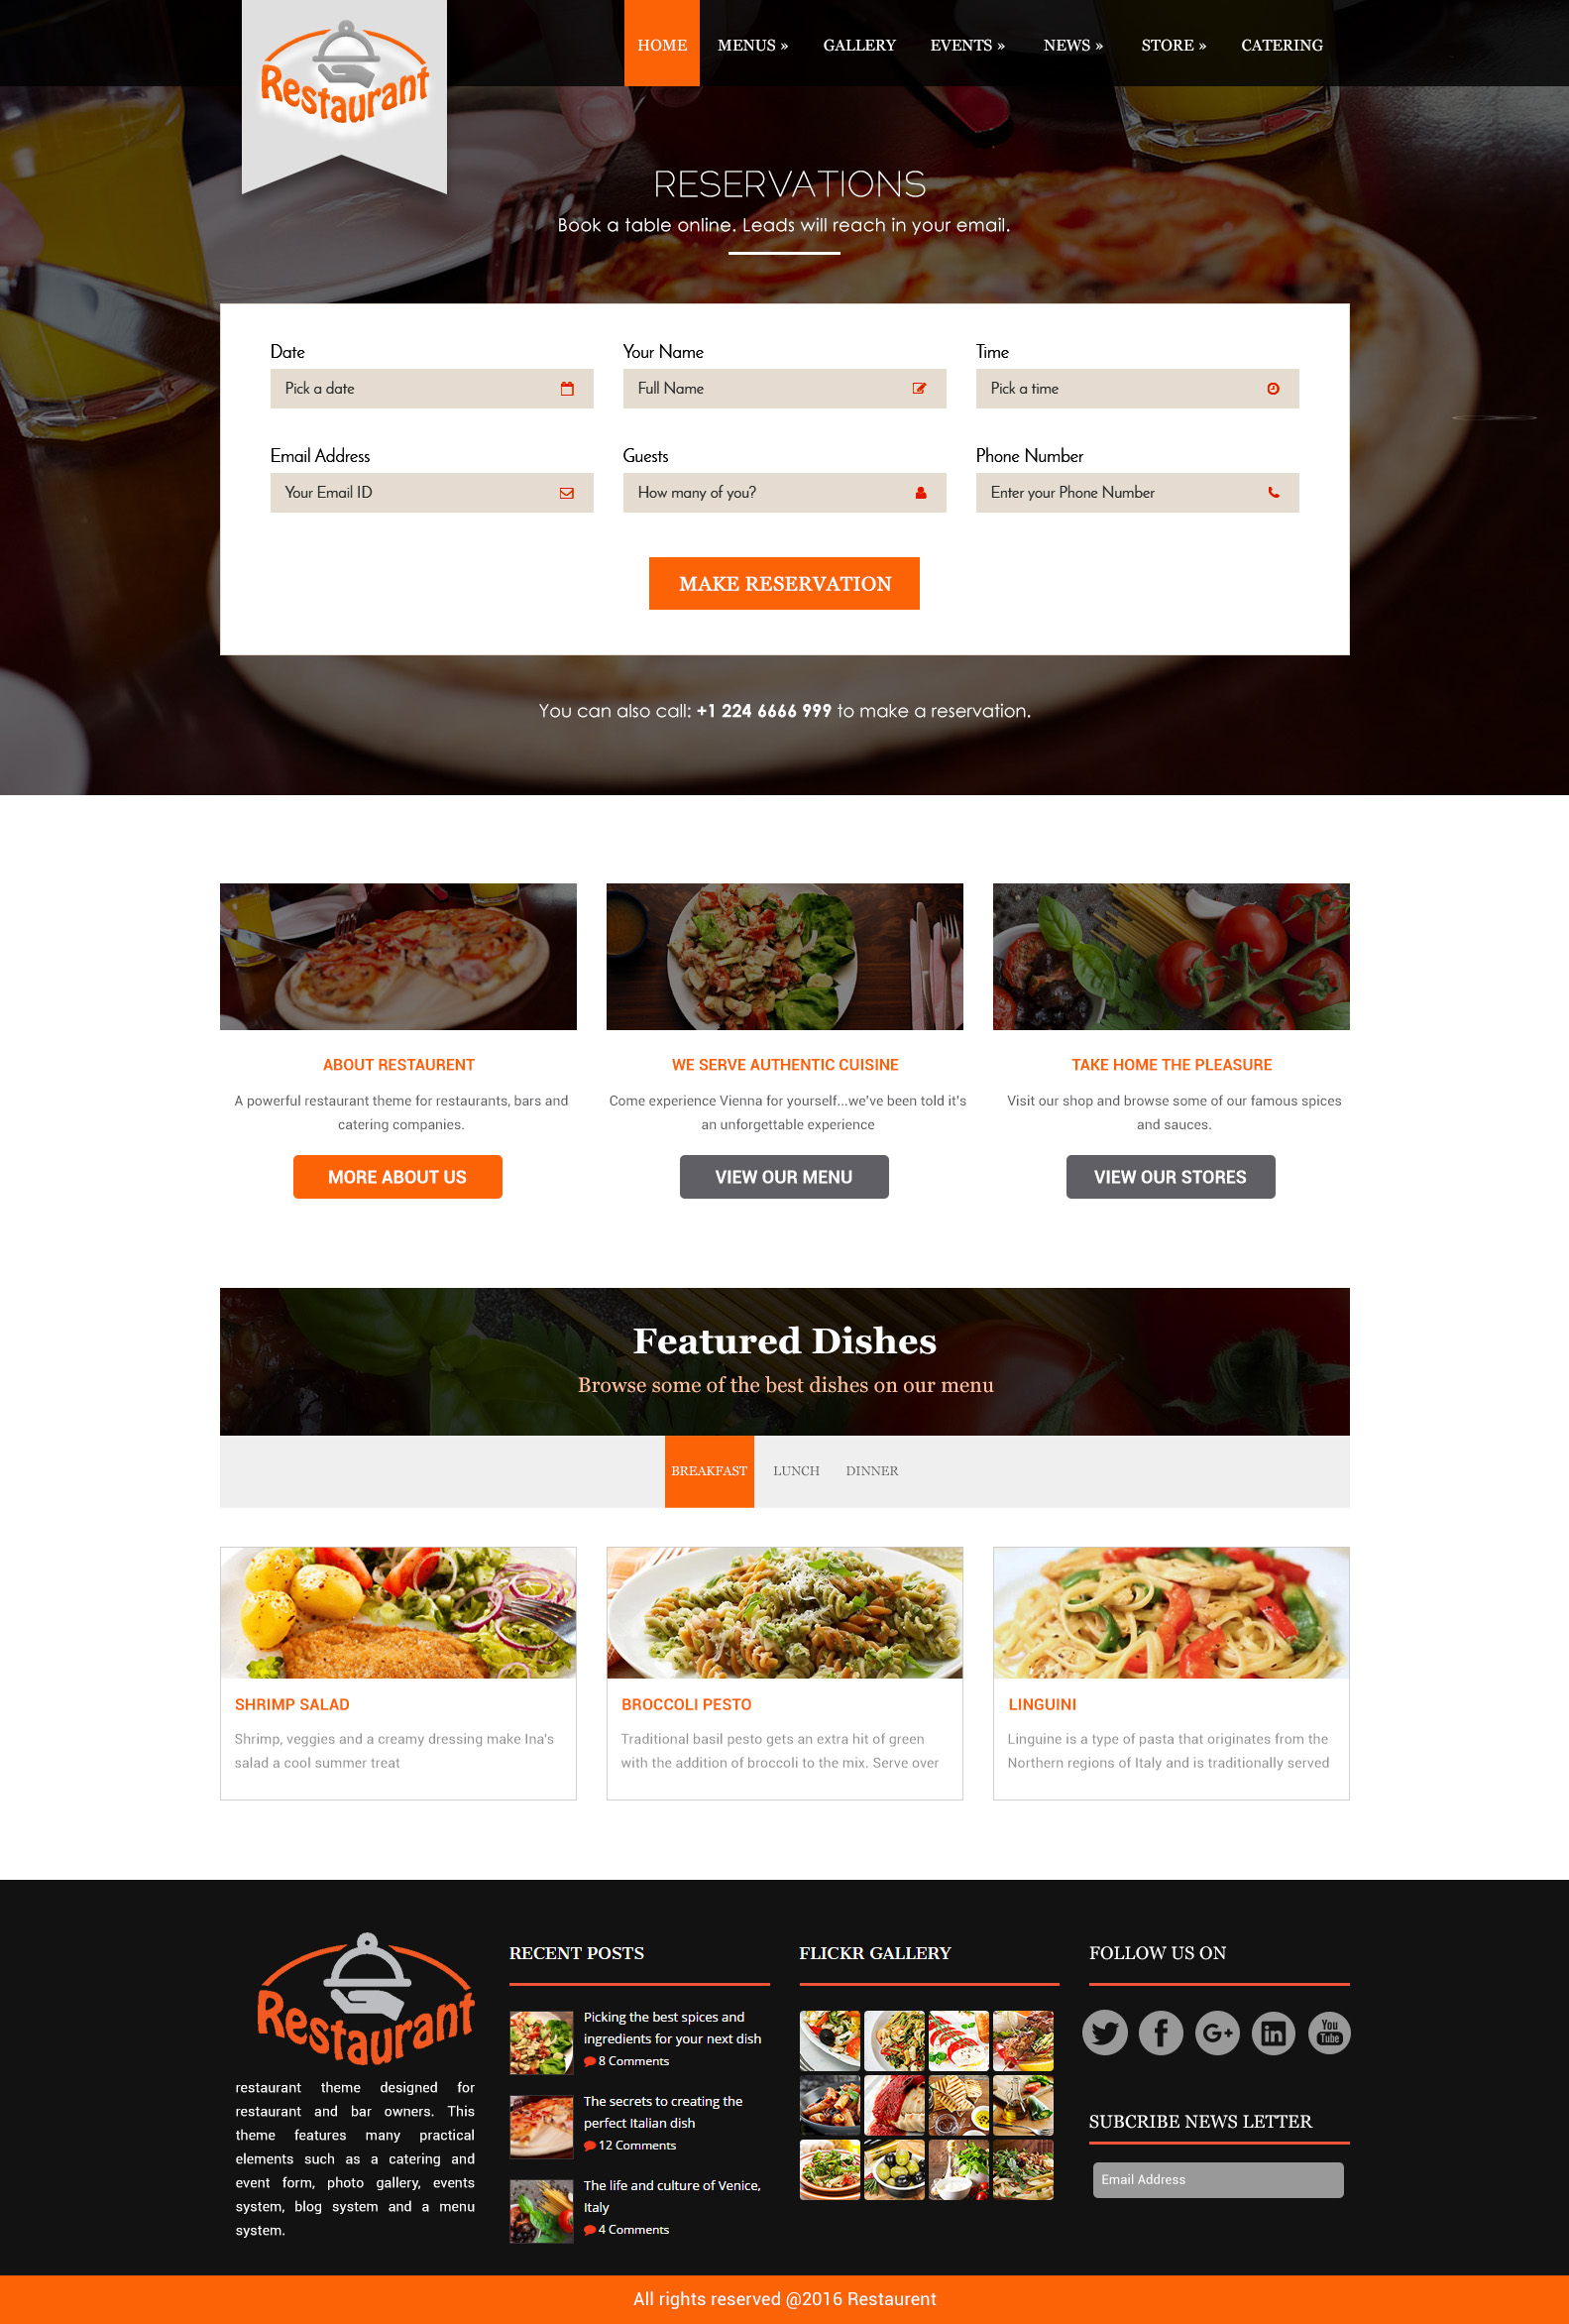 Restaurant
HOME MENUS » GALLERY EVENTS » NEWS » STORE » CATERING
RESERVATIONS
Book a table online. Leads will reach in your email.
Date Your Name Time
Pick a date Full Name Pick a time
Email Address Guests Phone Number
Your Email ID How many of you? Enter your Phone Number
MAKE RESERVATION
You can also call: +1 224 6666 999 to make a reservation.
ABOUT RESTAURENT
A powerful restaurant theme for restaurants, bars and
catering companies.
MORE ABOUT US
WE SERVE AUTHENTIC CUISINE
Come experience Vienna for yourself...we've been told it's
an unforgettable experience
VIEW OUR MENU
TAKE HOME THE PLEASURE
Visit our shop and browse some of our famous spices
and sauces.
VIEW OUR STORES
Featured Dishes
Browse some of the best dishes on our menu
BREAKFAST LUNCH DINNER
SHRIMP SALAD
Shrimp, veggies and a creamy dressing make Ina's
salad a cool summer treat
BROCCOLI PESTO
Traditional basil pesto gets an extra hit of green
with the addition of broccoli to the mix. Serve over
LINGUINI
Linguine is a type of pasta that originates from the
Northern regions of Italy and is traditionally served
Restaurant
restaurant theme designed for
restaurant and bar owners. This
theme features many practical
elements such as a catering and
event form, photo gallery, events
system, blog system and a menu
system.
RECENT POSTS
Picking the best spices and
ingredients for your next dish
8 Comments
The secrets to creating the
perfect Italian dish
12 Comments
The life and culture of Venice,
Italy
4 Comments
FLICKR GALLERY
FOLLOW US ON
f G+ in You Tube
SUBCRIBE NEWS LETTER
Email Address
All rights reserved @2016 Restaurent